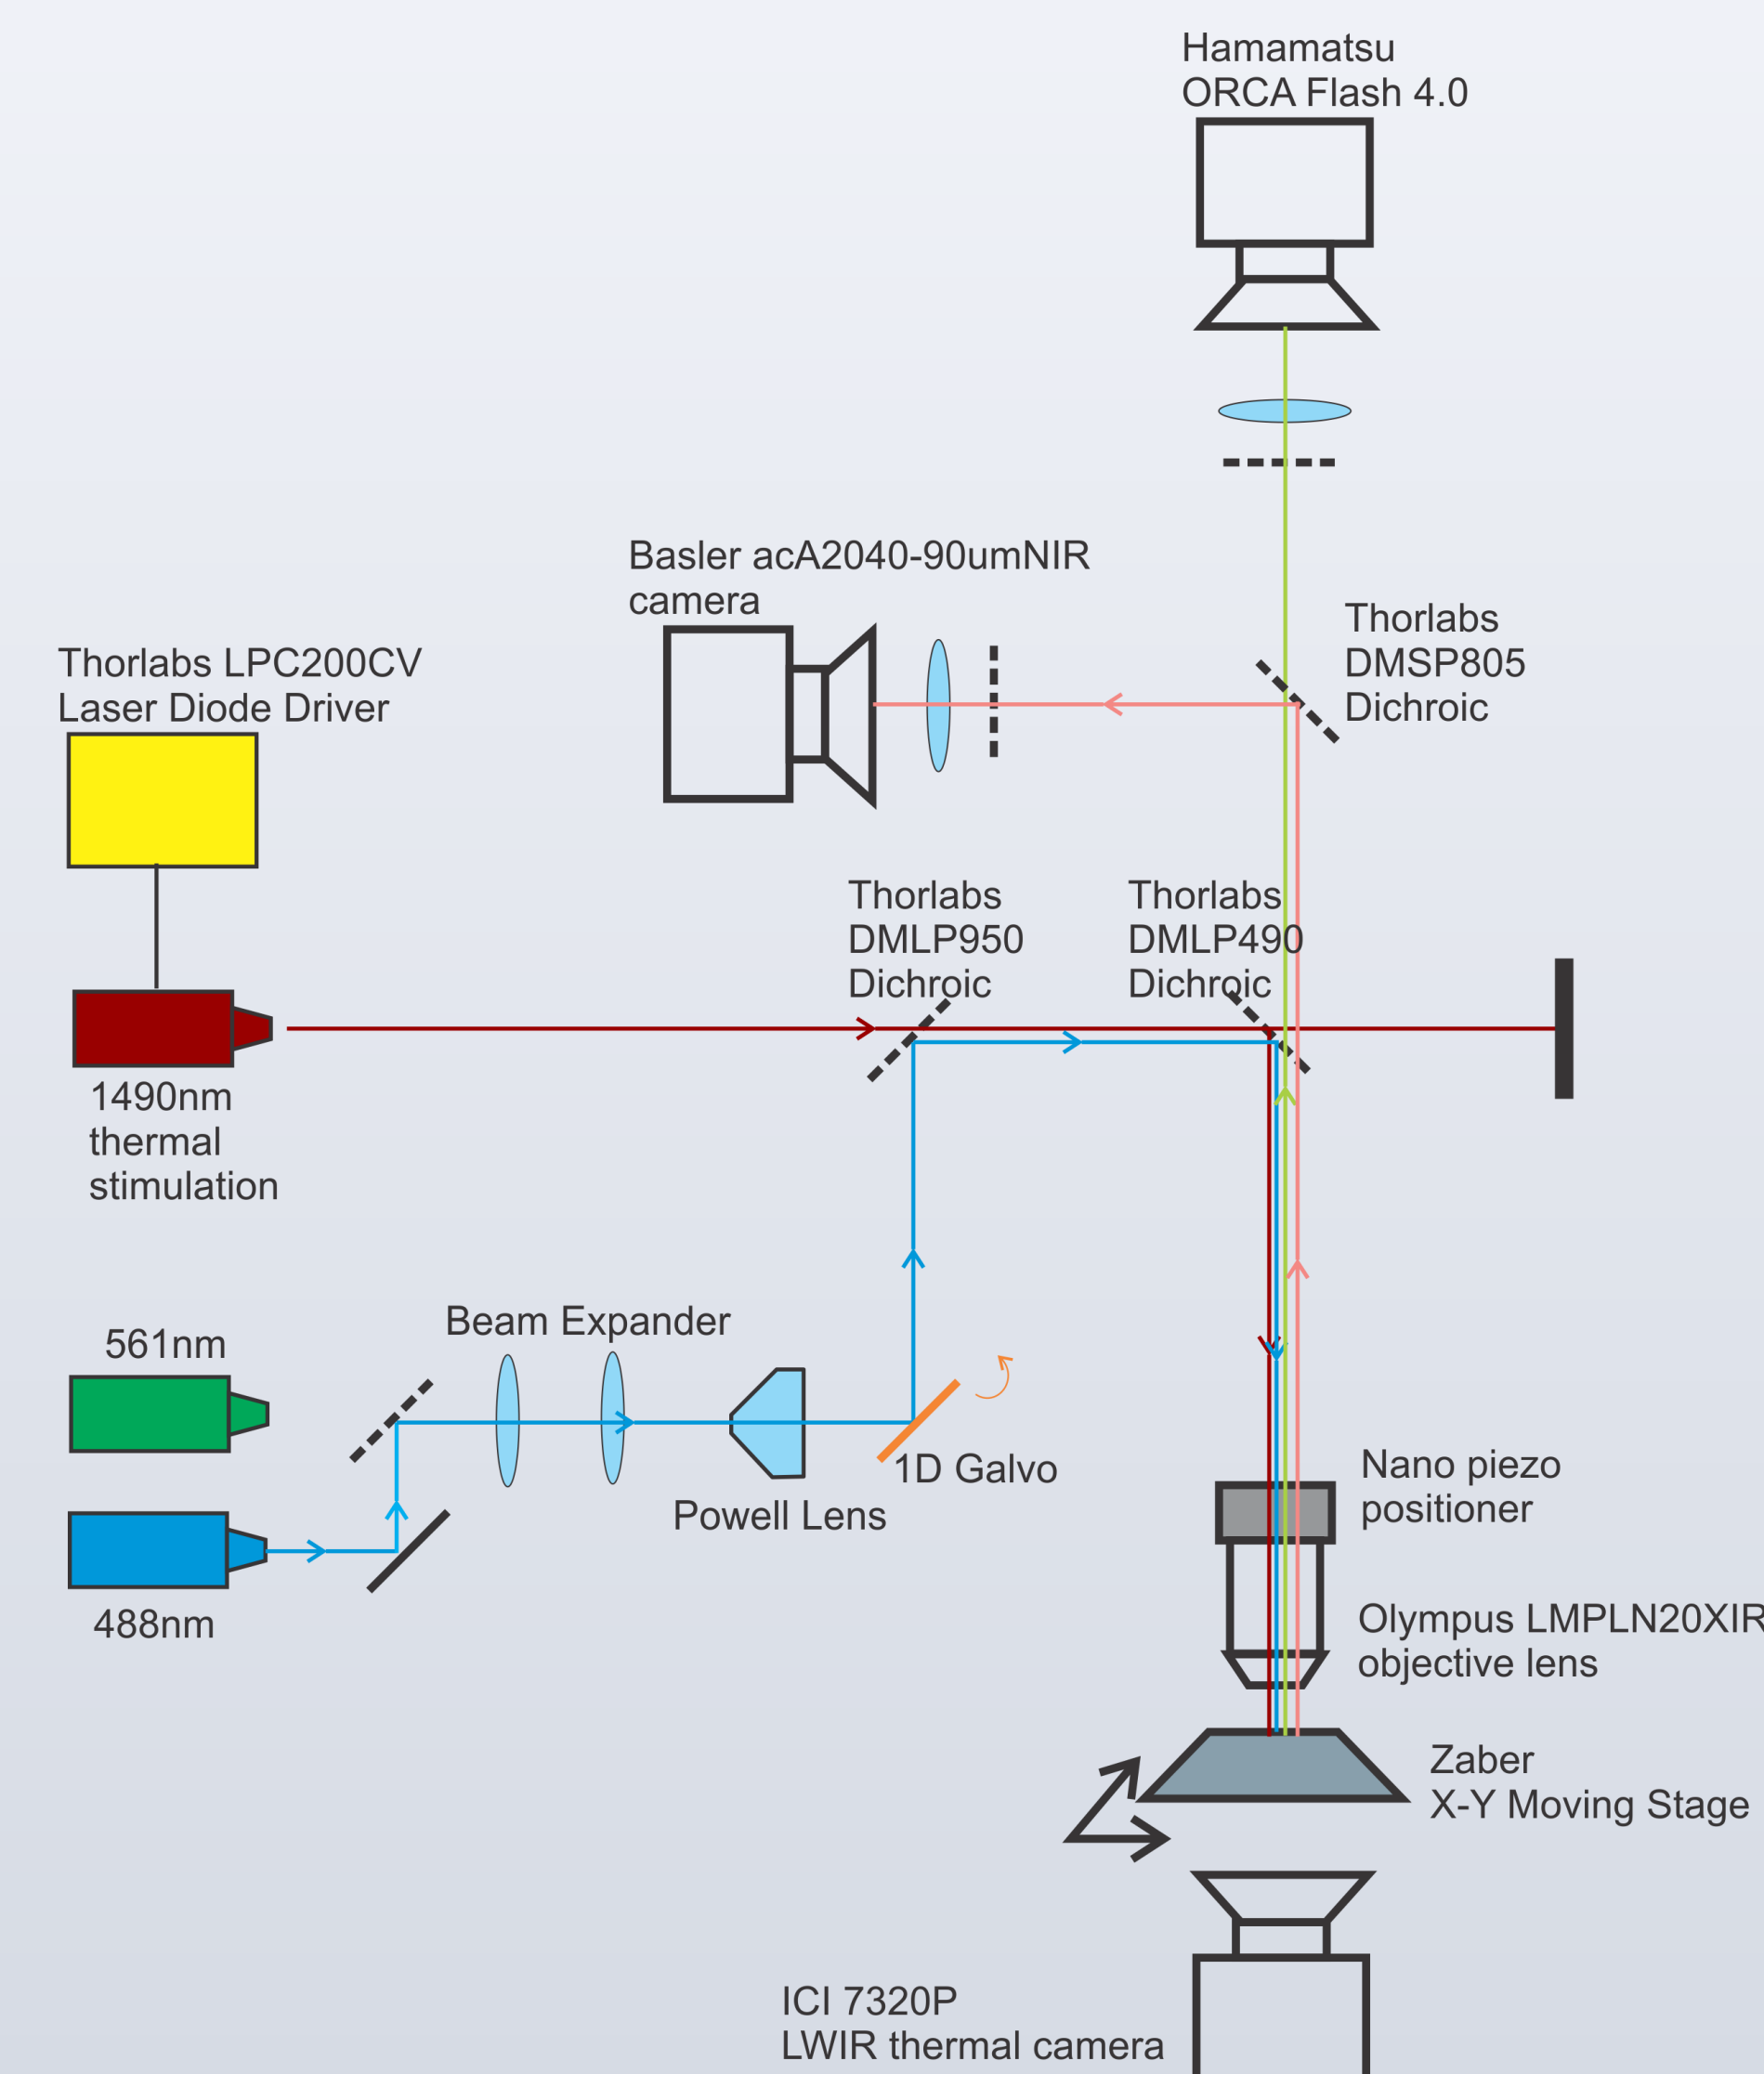 Hamamatsu
ORCA Flash 4.0
Basler acA2040-90umNIR
camera
Thorlabs
DMSP805
Dichroic
Thorlabs LPC200CV
Laser Diode Driver
Thorlabs
DMLP950
Dichroic
Thorlabs
DMLP490
Dichroic
1490nm
thermal
stimulation
561nm
Beam Expander
Powell Lens
1D Galvo
488nm
Nano piezo
positioner
Olympus LMPLN20XIR
objective lens
Zaber
X-Y Moving Stage
ICI 7320P
LWIR thermal camera